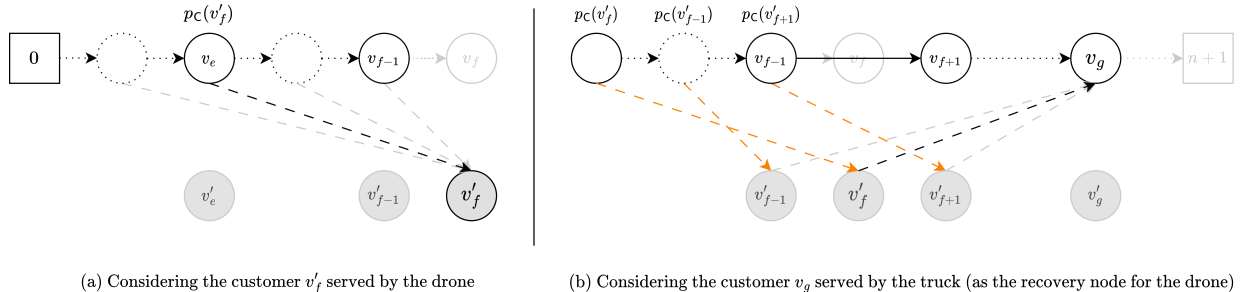 p_C(v'_f)
0
v_e
v_{f−1}
v_f
v'_e
v'_{f−1}
v'_f
(a) Considering the customer v'_f served by the drone
p_C(v'_f) p_C(v'_{f−1}) p_C(v'_{f+1})
v_{f−1}
v_f
v_{f+1}
v_g
n + 1
v'_{f−1}
v'_f
v'_{f+1}
v'_g
(b) Considering the customer v_g served by the truck (as the recovery node for the drone)